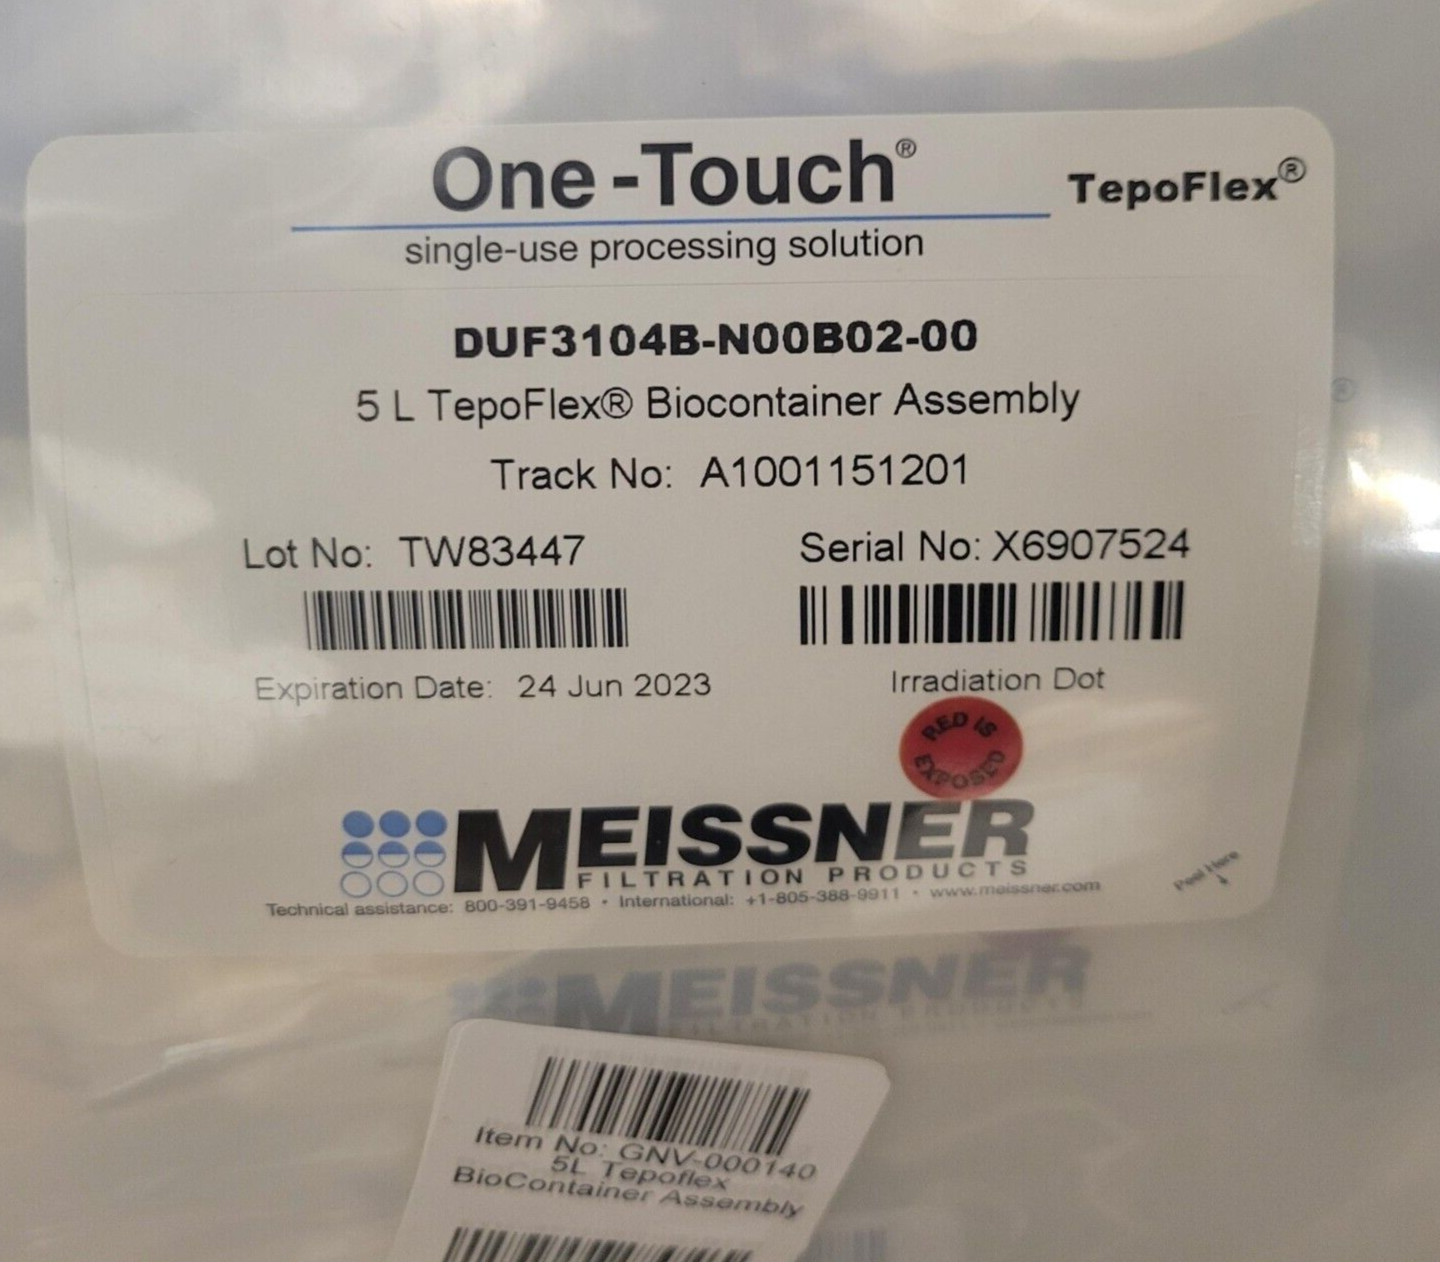 One-Touch®
TepoFlex®
single-use processing solution
DUF3104B-N00B02-00
5 L TepoFlex® Biocontainer Assembly
Track No: A1001151201
Lot No: TW83447
Serial No: X6907524
Expiration Date: 24 Jun 2023
Irradiation Dot
RED IS
EXPOSED
MEISSNER
FILTRATION PRODUCTS
Technical assistance: 800-391-9458 • International: +1-805-388-9911 • www.meissner.com
Peel Here
MEISSNER
FILTRATION PRODUCTS
Item No: GNV-000140
5L Tepoflex
BioContainer Assembly